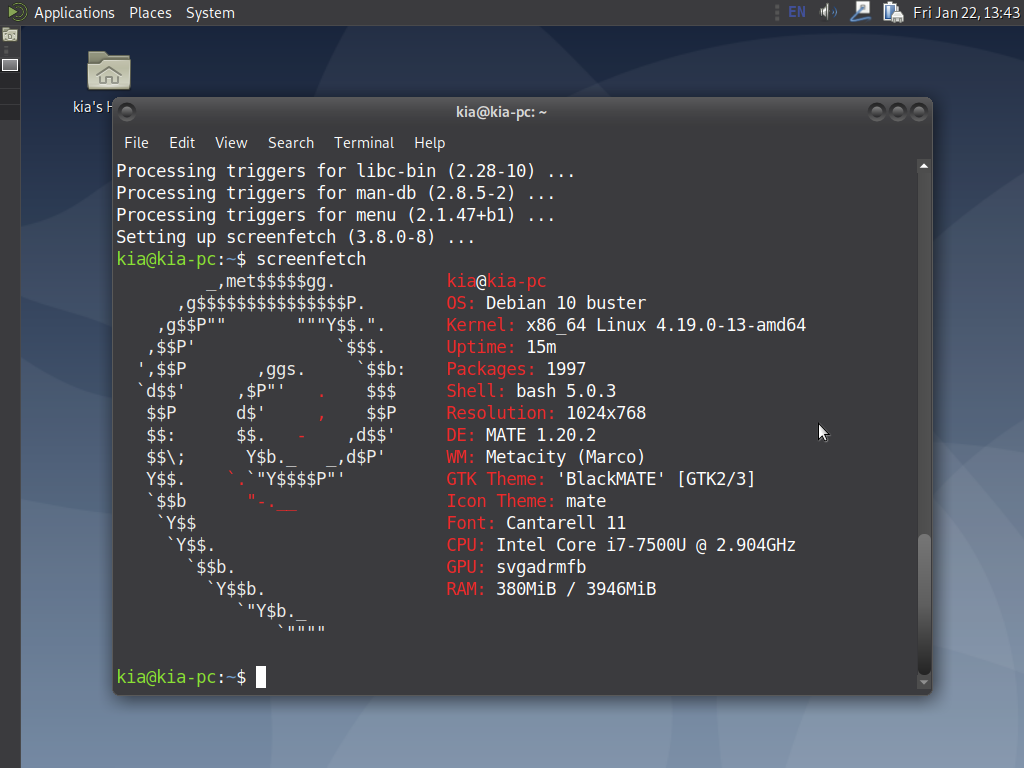 Applications Places System EN Fri Jan 22, 13:43
kia's H
kia@kia-pc: ~
File Edit View Search Terminal Help
Processing triggers for libc-bin (2.28-10) ...
Processing triggers for man-db (2.8.5-2) ...
Processing triggers for menu (2.1.47+b1) ...
Setting up screenfetch (3.8.0-8) ...
kia@kia-pc:~$ screenfetch
         _,met$$$$$gg.           kia@kia-pc
      ,g$$$$$$$$$$$$$$$P.        OS: Debian 10 buster
    ,g$$P""       """Y$$.".      Kernel: x86_64 Linux 4.19.0-13-amd64
   ,$$P'              `$$$.      Uptime: 15m
  ',$$P       ,ggs.     `$$b:    Packages: 1997
  `d$$'     ,$P"'   .    $$$     Shell: bash 5.0.3
   $$P      d$'     ,    $$P     Resolution: 1024x768
   $$:      $$.   -    ,d$$'     DE: MATE 1.20.2
   $$\;      Y$b._   _,d$P'      WM: Metacity (Marco)
   Y$$.    `.`"Y$$$$P"'          GTK Theme: 'BlackMATE' [GTK2/3]
   `$$b      "-.__               Icon Theme: mate
    `Y$$                         Font: Cantarell 11
     `Y$$.                       CPU: Intel Core i7-7500U @ 2.904GHz
       `$$b.                     GPU: svgadrmfb
         `Y$$b.                  RAM: 380MiB / 3946MiB
            `"Y$b._
                `""""
kia@kia-pc:~$